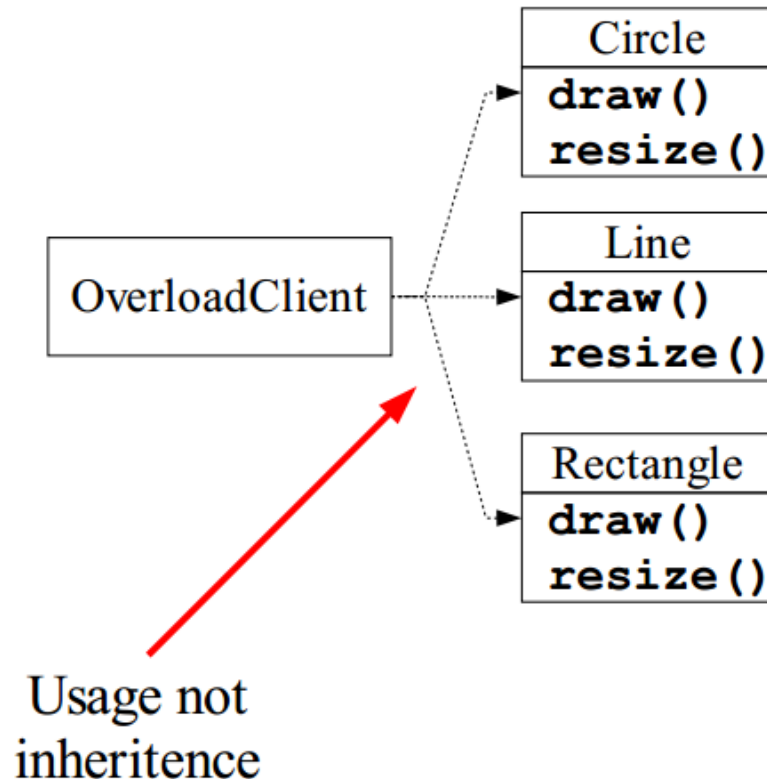 Circle
draw()
resize()
OverloadClient
Line
draw()
resize()
Rectangle
draw()
resize()
Usage not
inheritence